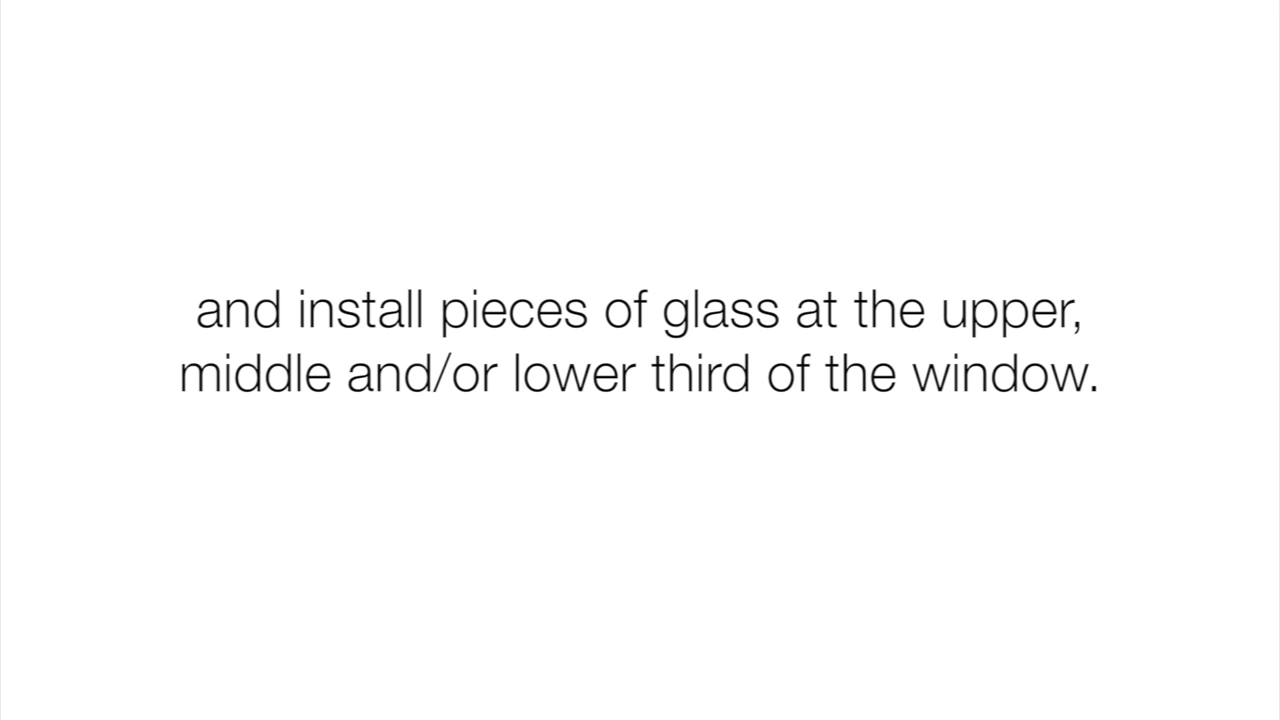 and install pieces of glass at the upper,
middle and/or lower third of the window.